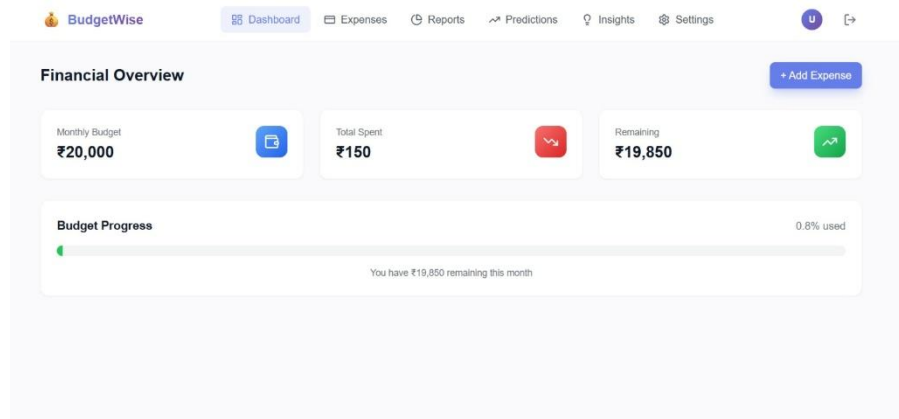 BudgetWise
Dashboard
Expenses
Reports
Predictions
Insights
Settings
U
Financial Overview
+ Add Expense
Monthly Budget
₹20,000
Total Spent
₹150
Remaining
₹19,850
Budget Progress
0.8% used
You have ₹19,850 remaining this month